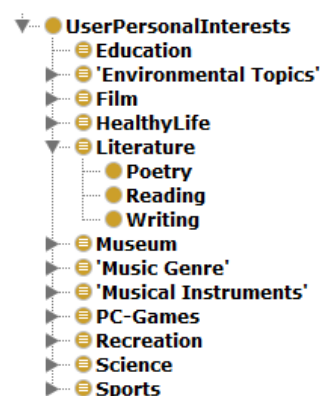 UserPersonalInterests
Education
'Environmental Topics'
Film
HealthyLife
Literature
Poetry
Reading
Writing
Museum
'Music Genre'
'Musical Instruments'
PC-Games
Recreation
Science
Sports